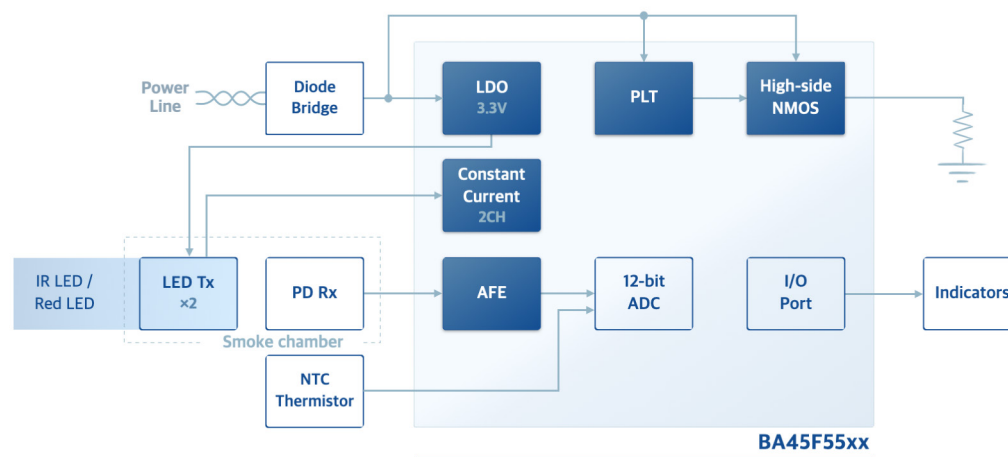 Power
Line
Diode
Bridge
LDO
3.3V
PLT
High-side
NMOS
Constant
Current
2CH
IR LED /
Red LED
LED Tx
×2
PD Rx
AFE
12-bit
ADC
I/O
Port
Indicators
Smoke chamber
NTC
Thermistor
BA45F55xx